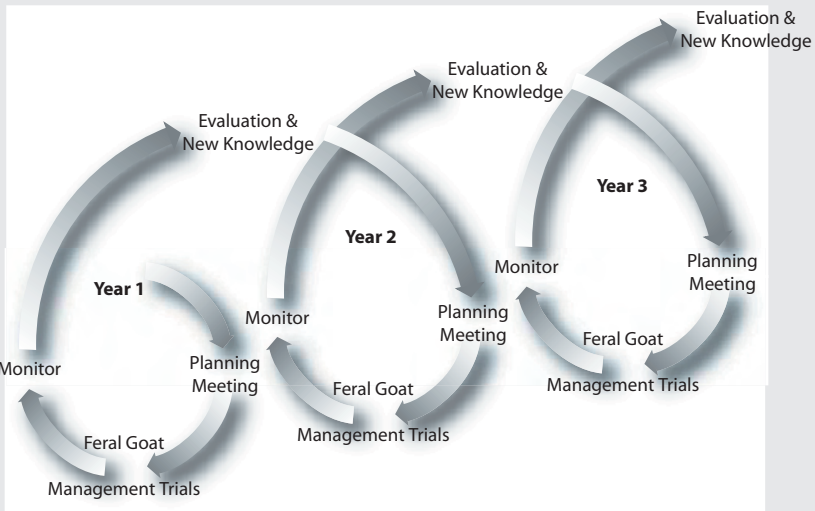 Evaluation &
New Knowledge
Year 1
Monitor
Planning
Meeting
Feral Goat
Management Trials
Evaluation &
New Knowledge
Year 2
Monitor
Planning
Meeting
Feral Goat
Management Trials
Evaluation &
New Knowledge
Year 3
Monitor
Planning
Meeting
Feral Goat
Management Trials